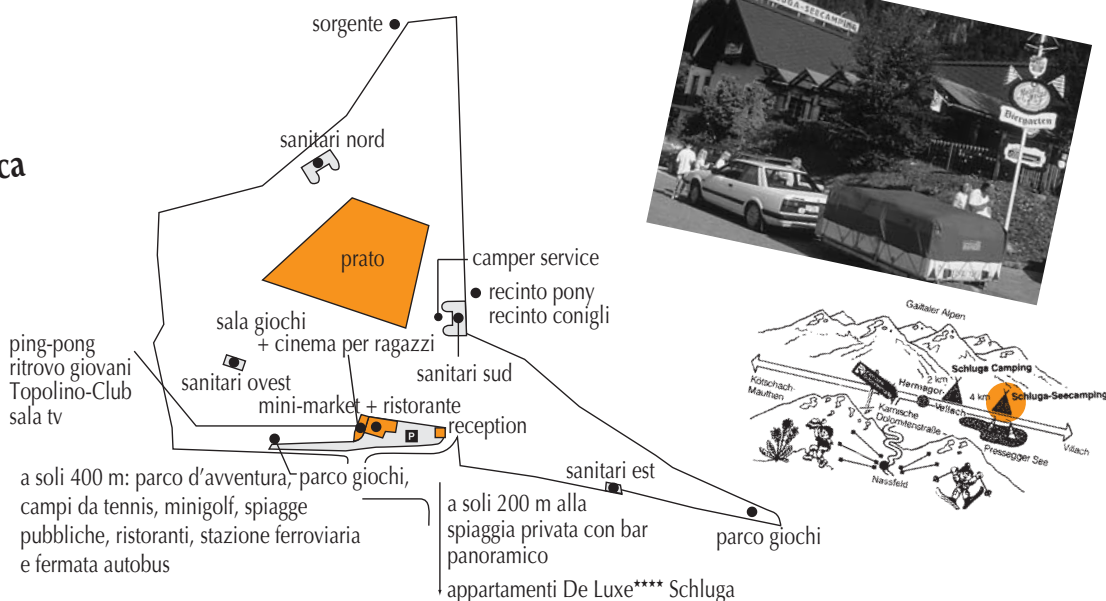 sorgente
ca
sanitari nord
prato
camper service
recinto pony
recinto conigli
sala giochi
+ cinema per ragazzi
ping-pong
ritrovo giovani
Topolino-Club
sala tv
sanitari ovest
sanitari sud
mini-market + ristorante
P
reception
a soli 400 m: parco d’avventura, parco giochi,
campi da tennis, minigolf, spiagge
pubbliche, ristoranti, stazione ferroviaria
e fermata autobus
a soli 200 m alla
spiaggia privata con bar
panoramico
appartamenti De Luxe**** Schluga
sanitari est
parco giochi
UGA-SEECAMPING
Biergarten
Gailtaler Alpen
Schluga Camping
2 km
4 km
Schluga-Seecamping
Kötschach-
Mauthen
Hermagor-
Vellach
Karnische
Dolomitenstraße
Pressegger See
Villach
Nassfeld